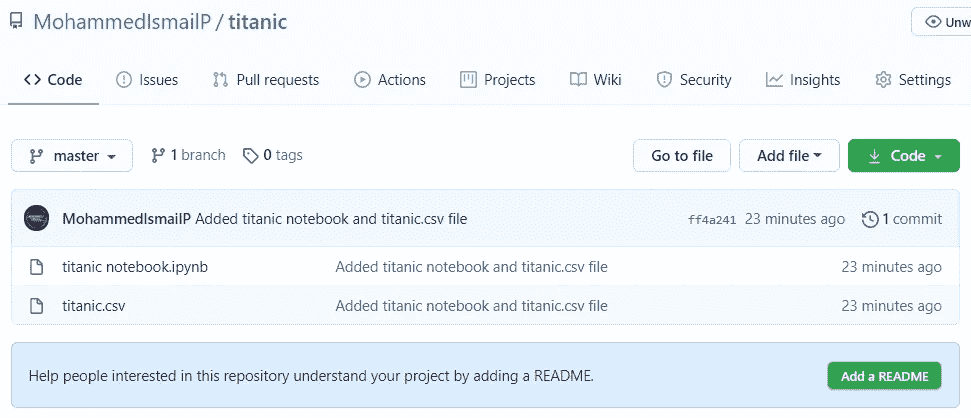 MohammedIsmailP / titanic
Unw
Code Issues Pull requests Actions Projects Wiki Security Insights Settings
master 1 branch 0 tags Go to file Add file Code
MohammedIsmailP Added titanic notebook and titanic.csv file ff4a241 23 minutes ago 1 commit
titanic notebook.ipynb Added titanic notebook and titanic.csv file 23 minutes ago
titanic.csv Added titanic notebook and titanic.csv file 23 minutes ago
Help people interested in this repository understand your project by adding a README. Add a README